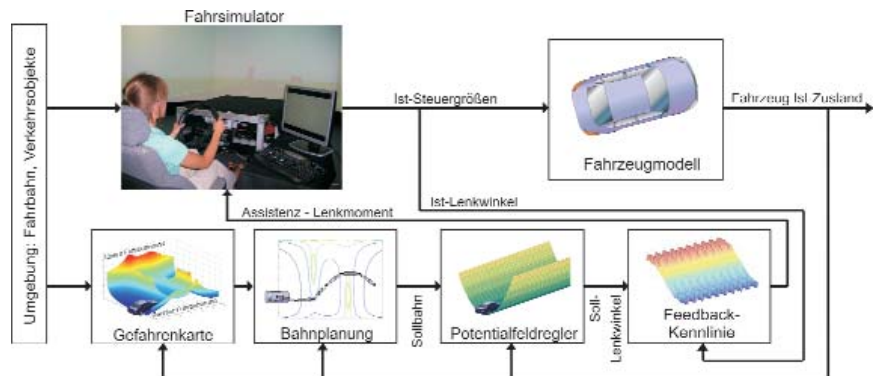 Fahrsimulator
Umgebung: Fahrbahn, Verkehrsobjekte
Ist-Steuergrößen
Fahrzeug Ist-Zustand
Fahrzeugmodell
Ist-Lenkwinkel
Assistenz - Lenkmoment
Gefahrenkarte
Bahnplanung
Sollbahn
Potentialfeldregler
Soll-
Lenkwinkel
Feedback-
Kennlinie